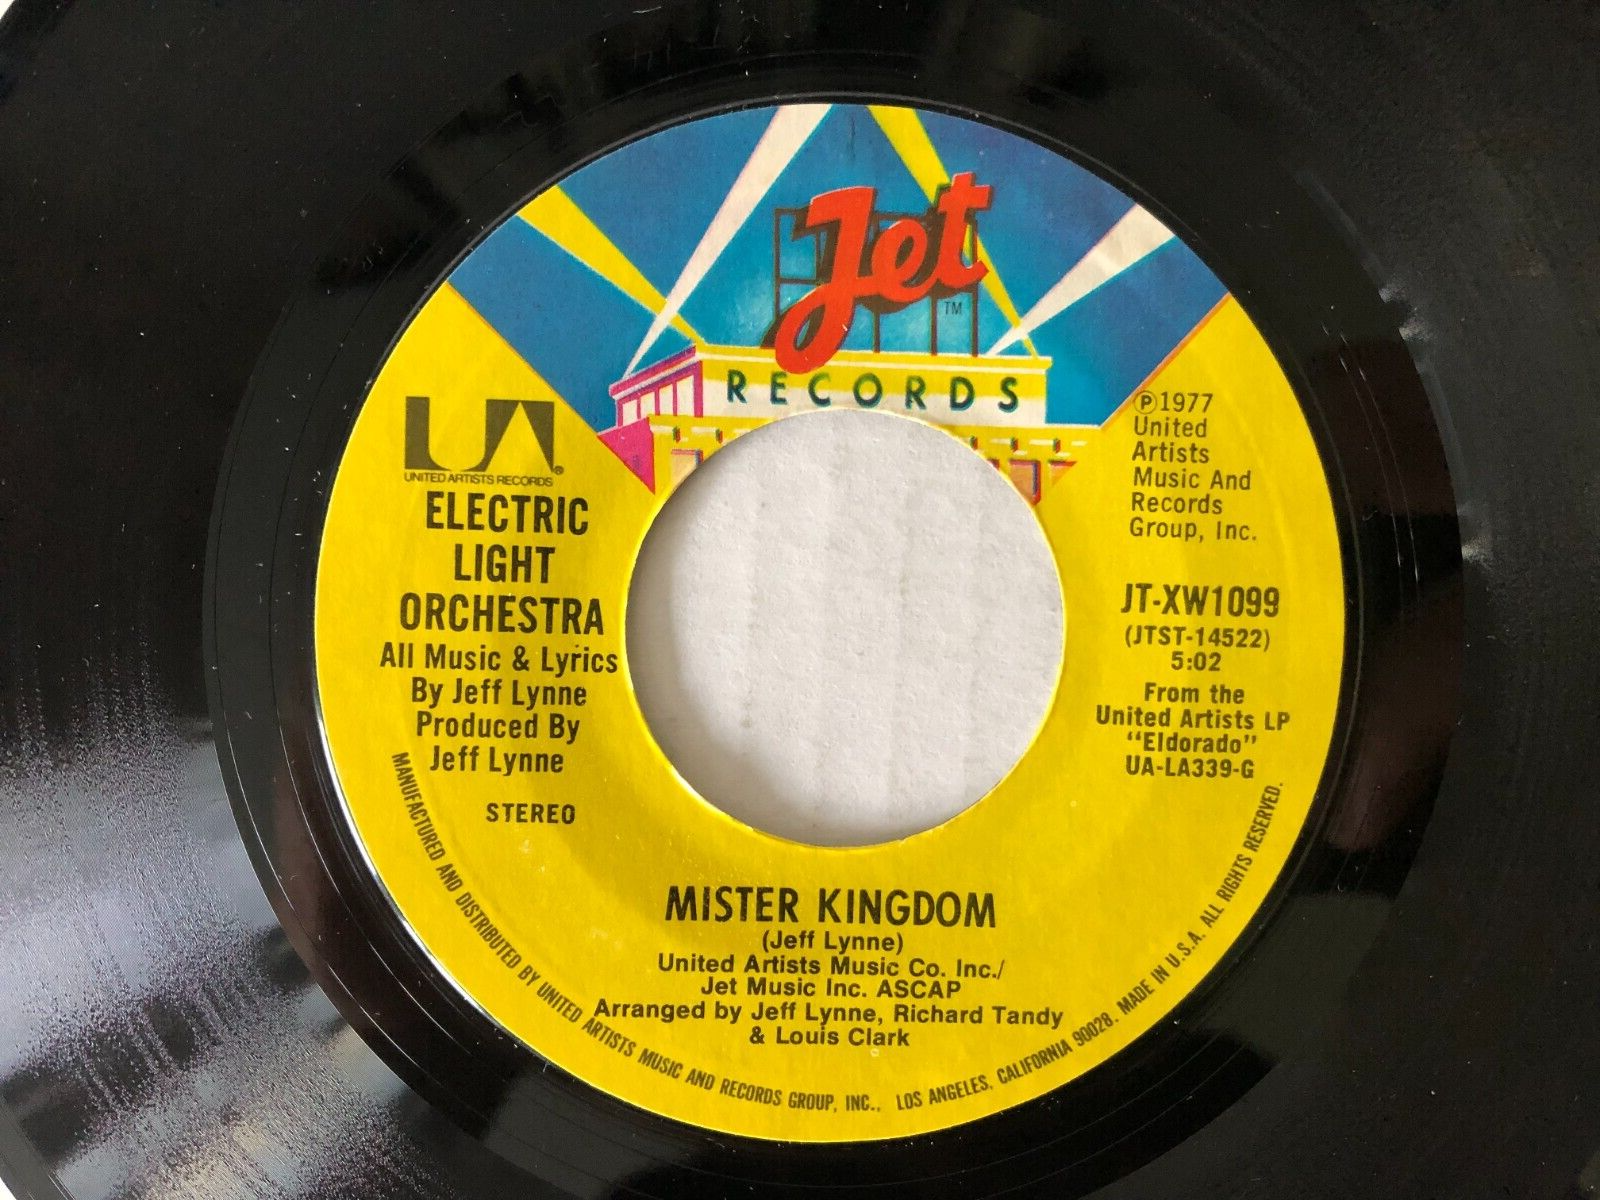 Jet
TM
RECORDS
UA
UNITED ARTISTS RECORDS®
ELECTRIC
LIGHT
ORCHESTRA
All Music & Lyrics
By Jeff Lynne
Produced By
Jeff Lynne
STEREO
Ⓟ1977
United
Artists
Music And
Records
Group, Inc.
JT-XW1099
(JTST-14522)
5:02
From the
United Artists LP
"Eldorado"
UA-LA339-G
MISTER KINGDOM
(Jeff Lynne)
United Artists Music Co. Inc./
Jet Music Inc. ASCAP
Arranged by Jeff Lynne, Richard Tandy
& Louis Clark
MANUFACTURED AND DISTRIBUTED BY UNITED ARTISTS MUSIC AND RECORDS GROUP, INC., LOS ANGELES, CALIFORNIA 90028. MADE IN U.S.A. ALL RIGHTS RESERVED.